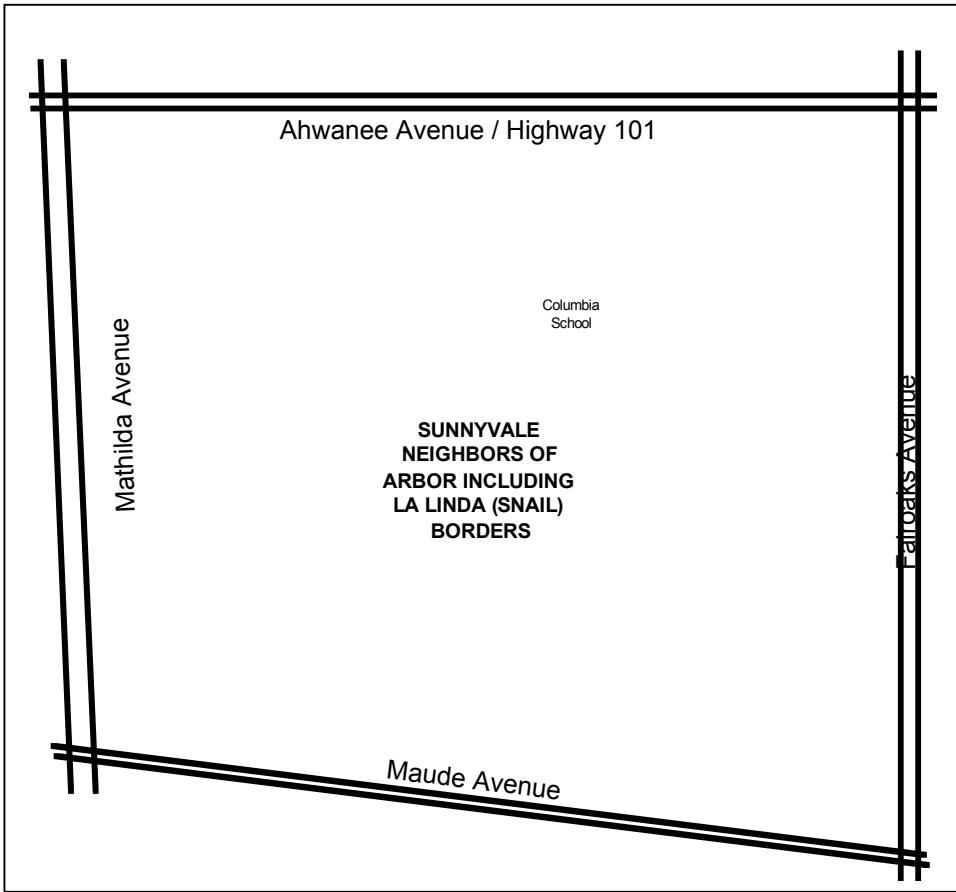 Ahwanee Avenue / Highway 101
Columbia
School
Mathilda Avenue
Fairoaks Avenue
SUNNYVALE
NEIGHBORS OF
ARBOR INCLUDING
LA LINDA (SNAIL)
BORDERS
Maude Avenue